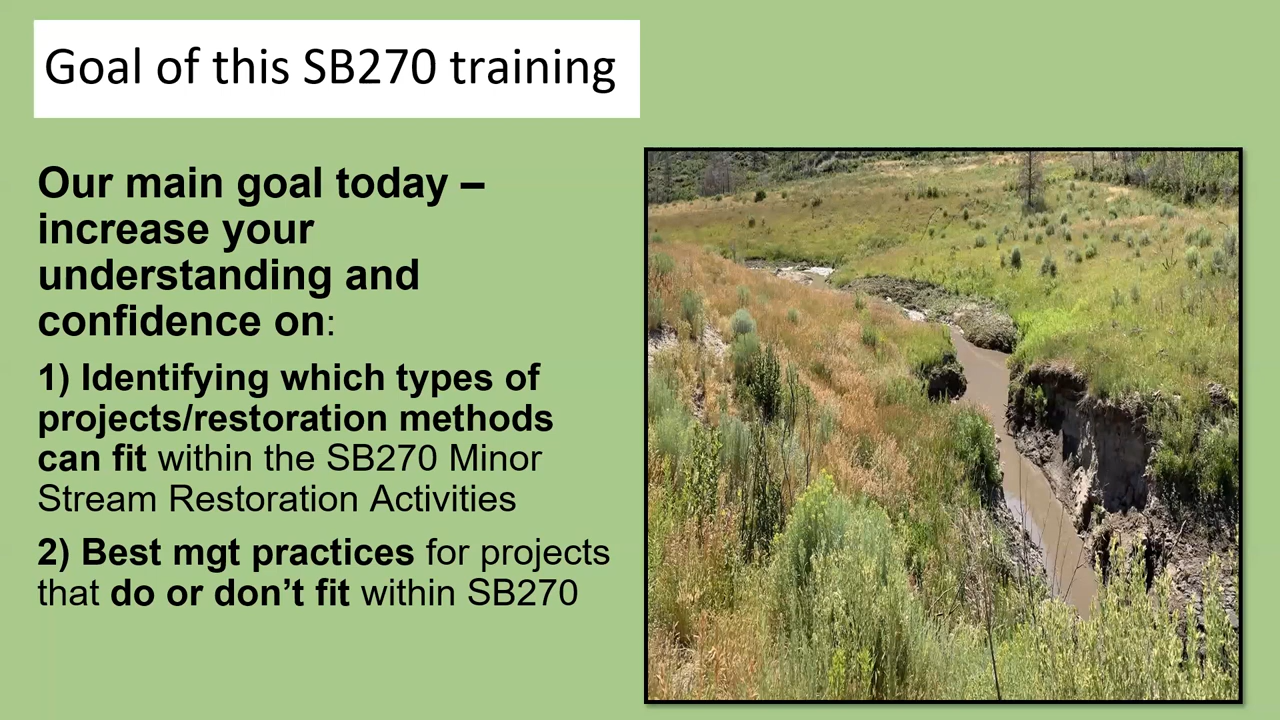 Goal of this SB270 training
Our main goal today –
increase your
understanding and
confidence on:
1) Identifying which types of
projects/restoration methods
can fit within the SB270 Minor
Stream Restoration Activities
2) Best mgt practices for projects
that do or don’t fit within SB270